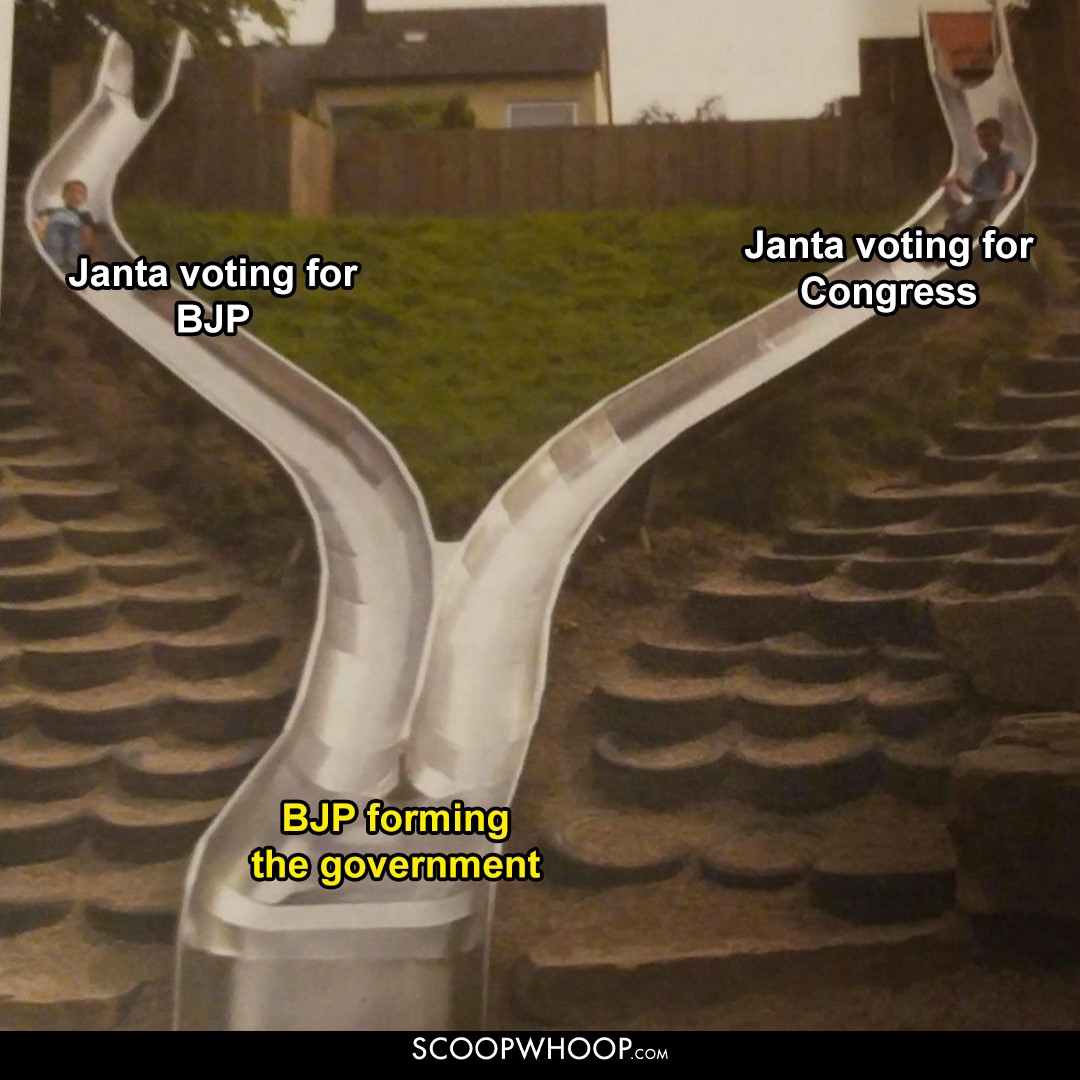 Janta voting for
BJP
Janta voting for
Congress
BJP forming
the government
SCOOPWHOOP.COM